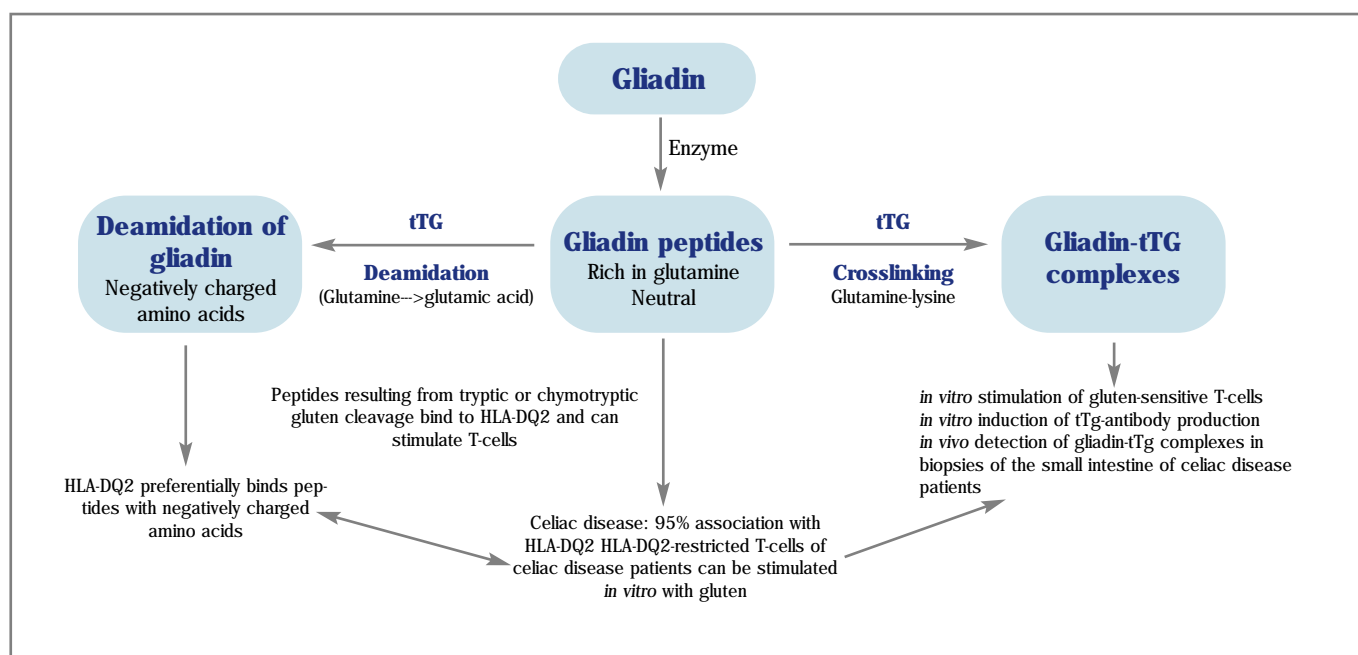 Gliadin
Enzyme
Deamidation of
gliadin
Negatively charged
amino acids
tTG
Deamidation
(Glutamine--->glutamic acid)
Gliadin peptides
Rich in glutamine
Neutral
tTG
Crosslinking
Glutamine-lysine
Gliadin-tTG
complexes
Peptides resulting from tryptic or chymotryptic
gluten cleavage bind to HLA-DQ2 and can
stimulate T-cells
in vitro stimulation of gluten-sensitive T-cells
in vitro induction of tTg-antibody production
in vivo detection of gliadin-tTg complexes in
biopsies of the small intestine of celiac disease
patients
HLA-DQ2 preferentially binds pep-
tides with negatively charged
amino acids
Celiac disease: 95% association with
HLA-DQ2 HLA-DQ2-restricted T-cells of
celiac disease patients can be stimulated
in vitro with gluten